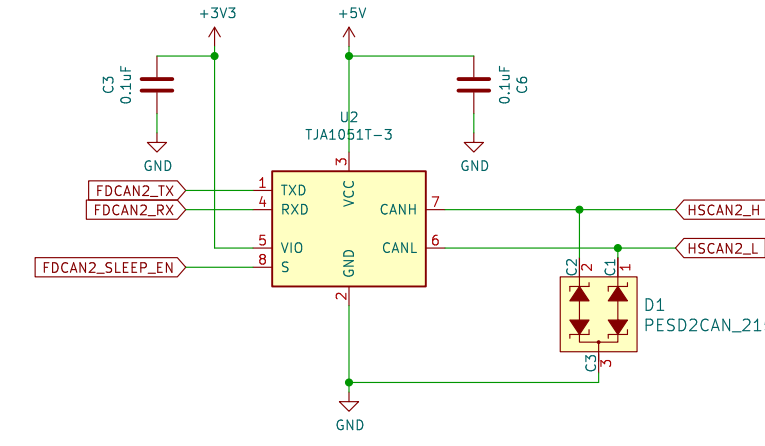 +3V3
+5V
C3
0.1uF
0.1uF
C6
GND
GND
U2
TJA1051T-3
3
FDCAN2_TX
1
TXD
VCC
FDCAN2_RX
4
RXD
CANH
7
HSCAN2_H
5
VIO
CANL
6
HSCAN2_L
FDCAN2_SLEEP_EN
8
S
GND
2
C2
2
C1
1
D1
PESD2CAN_21
C3
3
GND